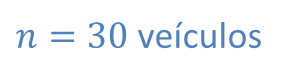 n = 30 veículos